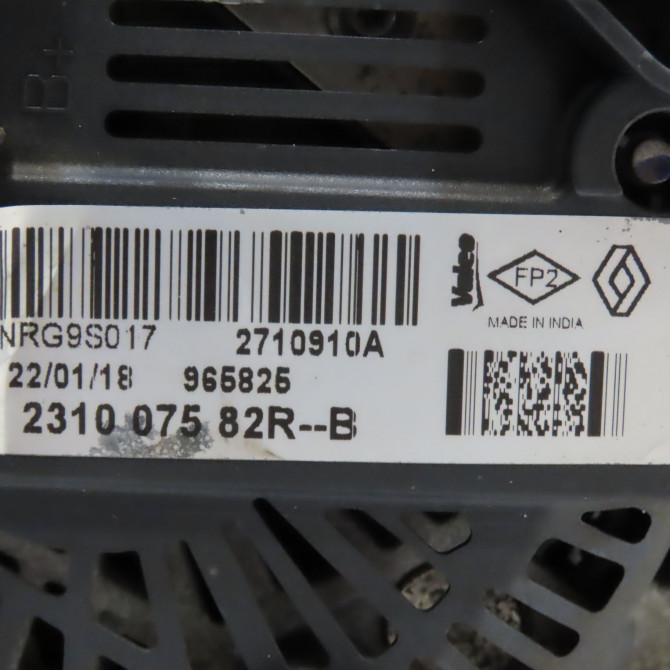 B+
NRG9S017 2710910A
Valeo
FP2
MADE IN INDIA
22/01/18 965825
2310 075 82R--B